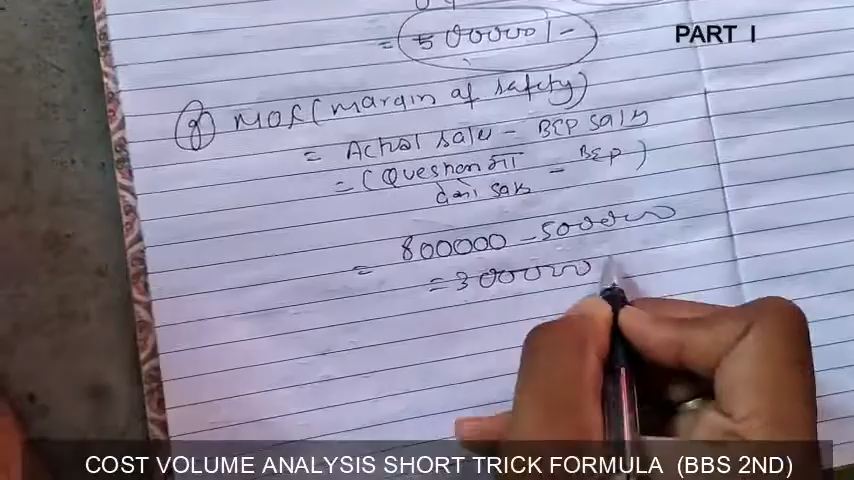 = 500000/-
PART I
g) MOS (margin of safety)
= Actual sales - BEP sales
= (Question मा
देको sales - BEP)
= 800000 - 500000
= 300000
COST VOLUME ANALYSIS SHORT TRICK FORMULA (BBS 2ND)